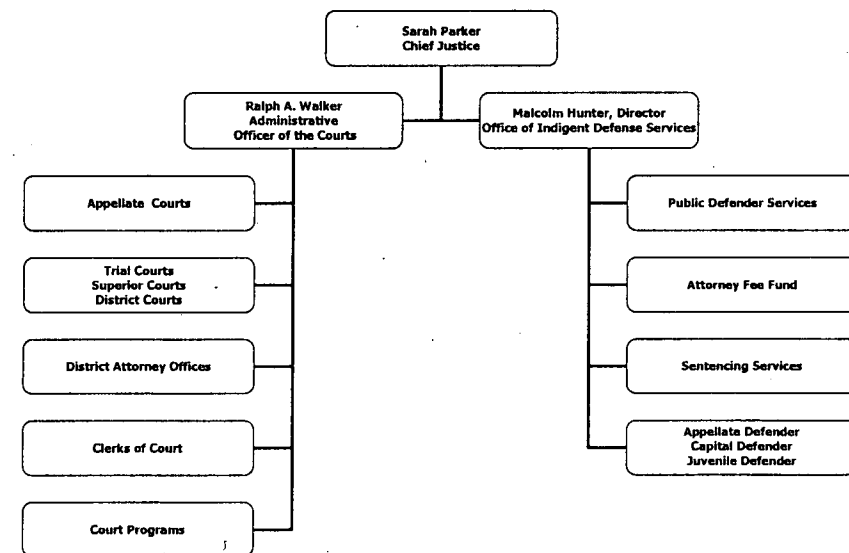 Sarah Parker
Chief Justice
Ralph A. Walker
Administrative
Officer of the Courts
Malcolm Hunter, Director
Office of Indigent Defense Services
Appellate Courts
Public Defender Services
Trial Courts
Superior Courts
District Courts
Attorney Fee Fund
District Attorney Offices
Sentencing Services
Clerks of Court
Appellate Defender
Capital Defender
Juvenile Defender
Court Programs